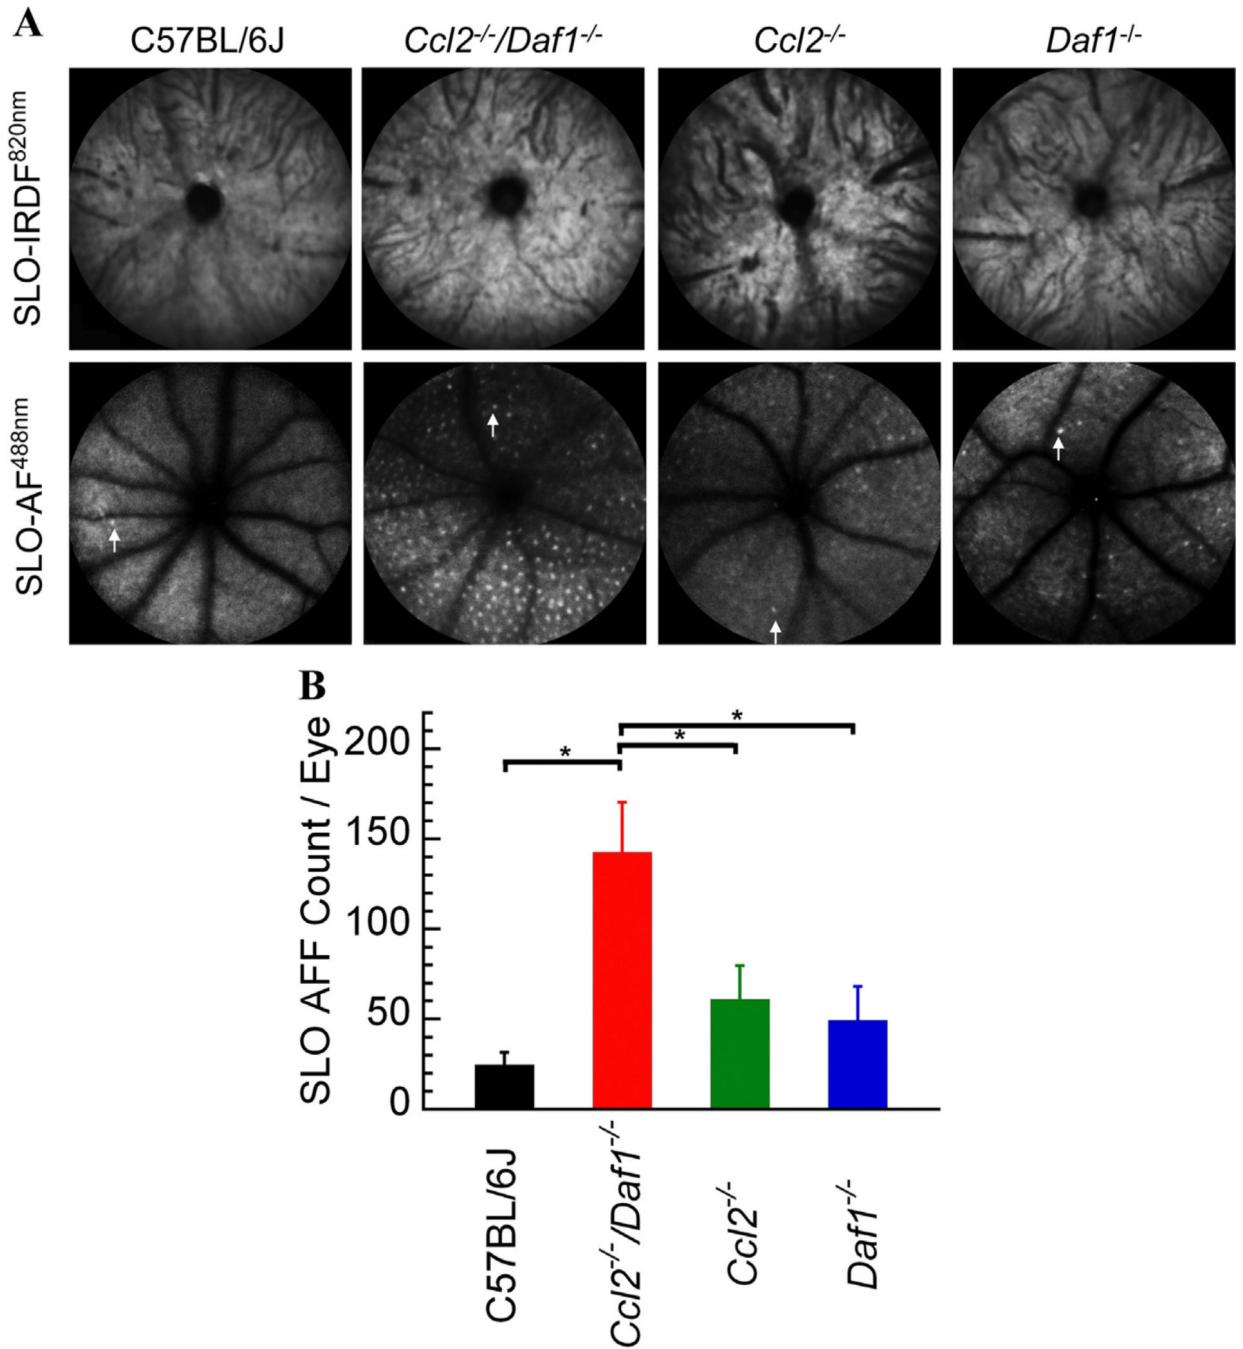 A
C57BL/6J
Ccl2-/-/Daf1-/-
Ccl2-/-
Daf1-/-
SLO-IRDF820nm
SLO-AF488nm
B
SLO AFF Count / Eye
200
150
100
50
0
*
*
*
C57BL/6J
Ccl2-/-/Daf1-/-
Ccl2-/-
Daf1-/-